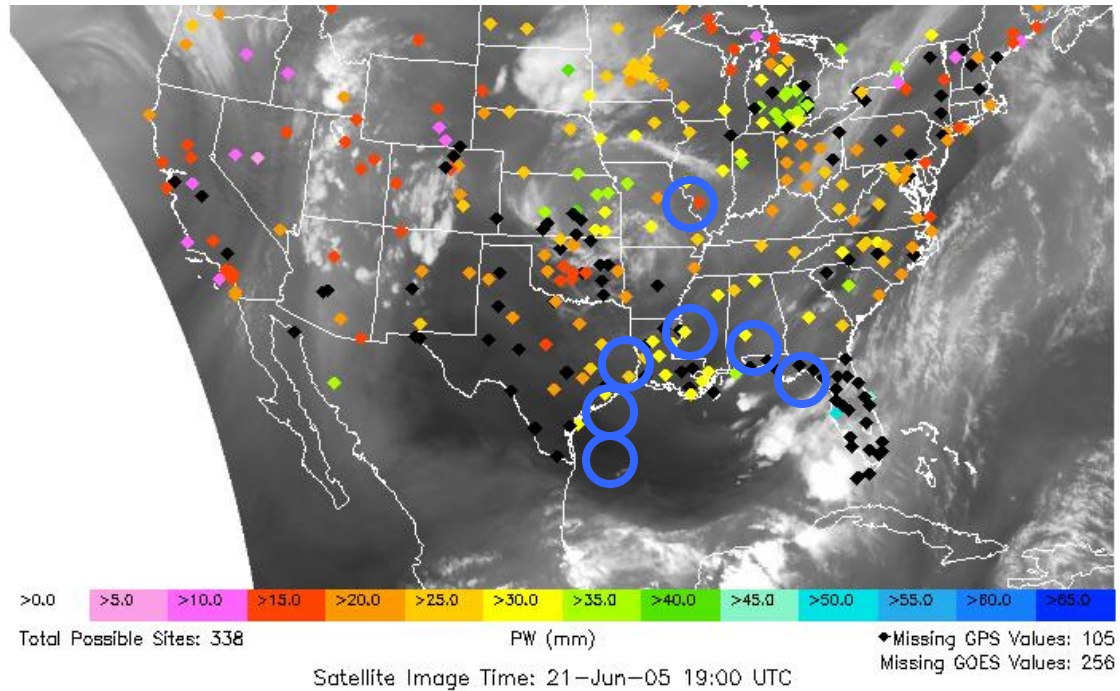 >0.0 >5.0 >10.0 >15.0 >20.0 >25.0 >30.0 >35.0 >40.0 >45.0 >50.0 >55.0 >60.0 >65.0
Total Possible Sites: 338 PW (mm) ◆Missing GPS Values: 105
Missing GOES Values: 256
Satellite Image Time: 21-Jun-05 19:00 UTC